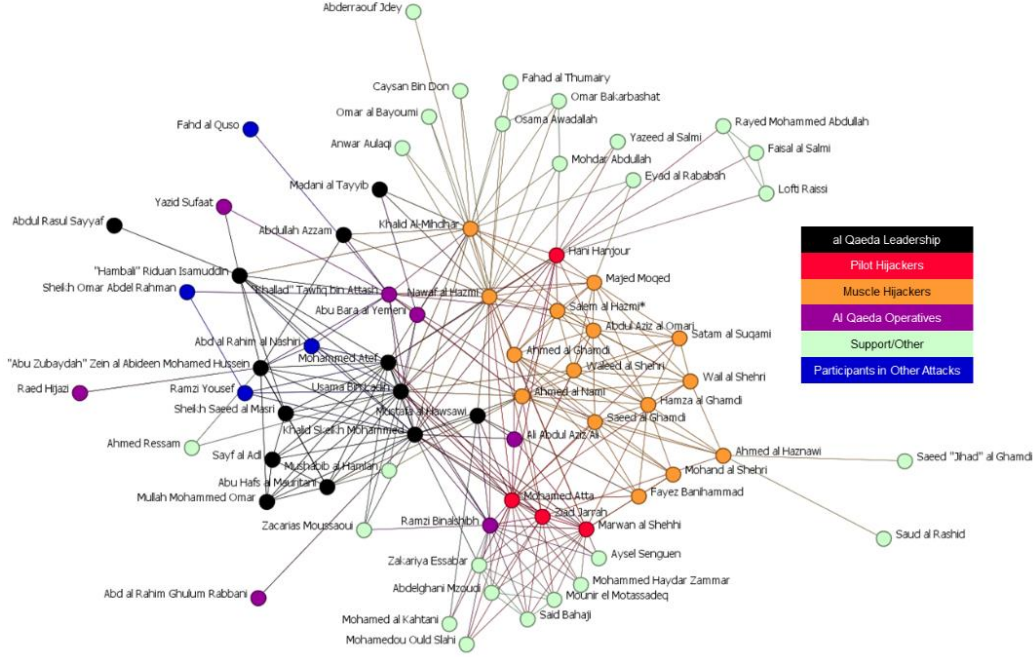 Abderraouf Jdey
Caysan Bin Don
Fahad al Thumairy
Omar al Bayoumi
Omar Bakarbashat
Osama Awadallah
Fahd al Quso
Rayed Mohammed Abdullah
Anwar Aulaqi
Yazeed al Salmi
Mohdar Abdullah
Faisal al Salmi
Eyad al Rababah
Madani al Tayyib
Lofti Raissi
Yazid Sufaat
Abdul Rasul Sayyaf
Khalid Al-Mihdhar
Abdullah Azzam
al Qaeda Leadership
Hani Hanjour
Pilot Hijackers
"Hambali" Riduan Isamuddin
Majed Moqed
Muscle Hijackers
Sheikh Omar Abdel Rahman
"Khallad" Tawfiq bin Attash
Nawaf al Hazmi
Salem al Hazmi*
Abu Bara al Yemeni
Al Qaeda Operatives
Abdul Aziz al Omari
Satam al Suqami
Abd al Rahim al Nashiri
Support/Other
Ahmed al Ghamdi
Mohammed Atef
"Abu Zubaydah" Zein al Abideen Mohamed Hussein
Waleed al Shehri
Participants in Other Attacks
Wail al Shehri
Raed Hijazi
Ramzi Yousef
Usama Bin Ladin
Ahmed al Nami
Hamza al Ghamdi
Sheikh Saeed al Masri
Mustafa al Hawsawi
Saeed al Ghamdi
Khalid Sheikh Mohammed
Ali Abdul Aziz Ali
Ahmed Ressam
Sayf al Adl
Ahmed al Haznawi
Saeed "Jihad" al Ghamdi
Mushabib al Hamlan
Mohand al Shehri
Abu Hafs al Mauritani
Mullah Mohammed Omar
Mohamed Atta
Fayez Banihammad
Ziad Jarrah
Zacarias Moussaoui
Ramzi Binalshibh
Marwan al Shehhi
Saud al Rashid
Aysel Senguen
Zakariya Essabar
Mohammed Haydar Zammar
Abdelghani Mzoudi
Mounir el Motassadeq
Abd al Rahim Ghulum Rabbani
Said Bahaji
Mohamed al Kahtani
Mohamedou Ould Slahi